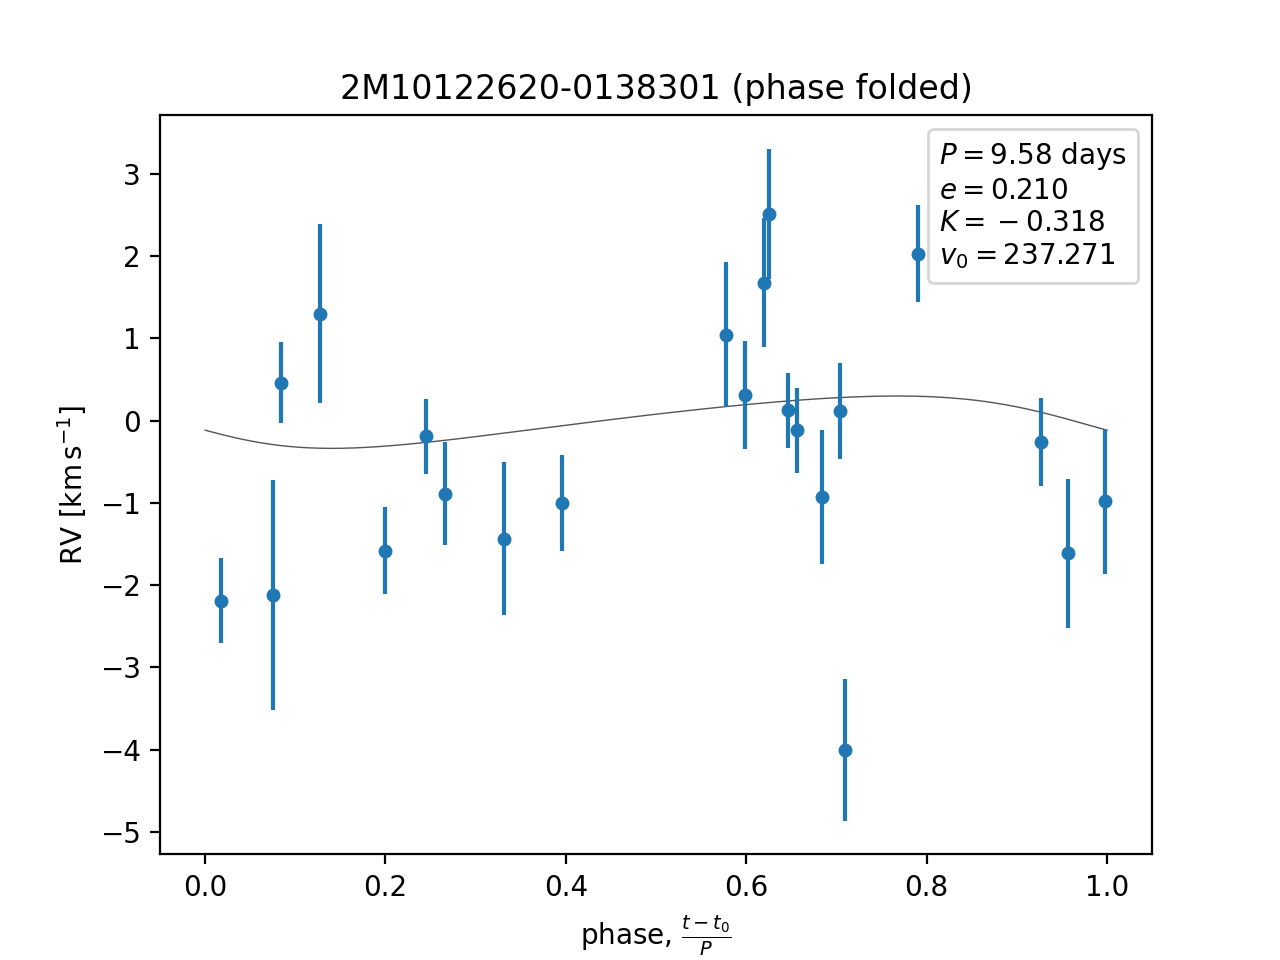 2M10122620-0138301 (phase folded)
P = 9.58 days
e = 0.210
K = −0.318
v₀ = 237.271
3
2
1
0
−1
−2
−3
−4
−5
RV [km s⁻¹]
0.0 0.2 0.4 0.6 0.8 1.0
phase, (t − t₀)/P